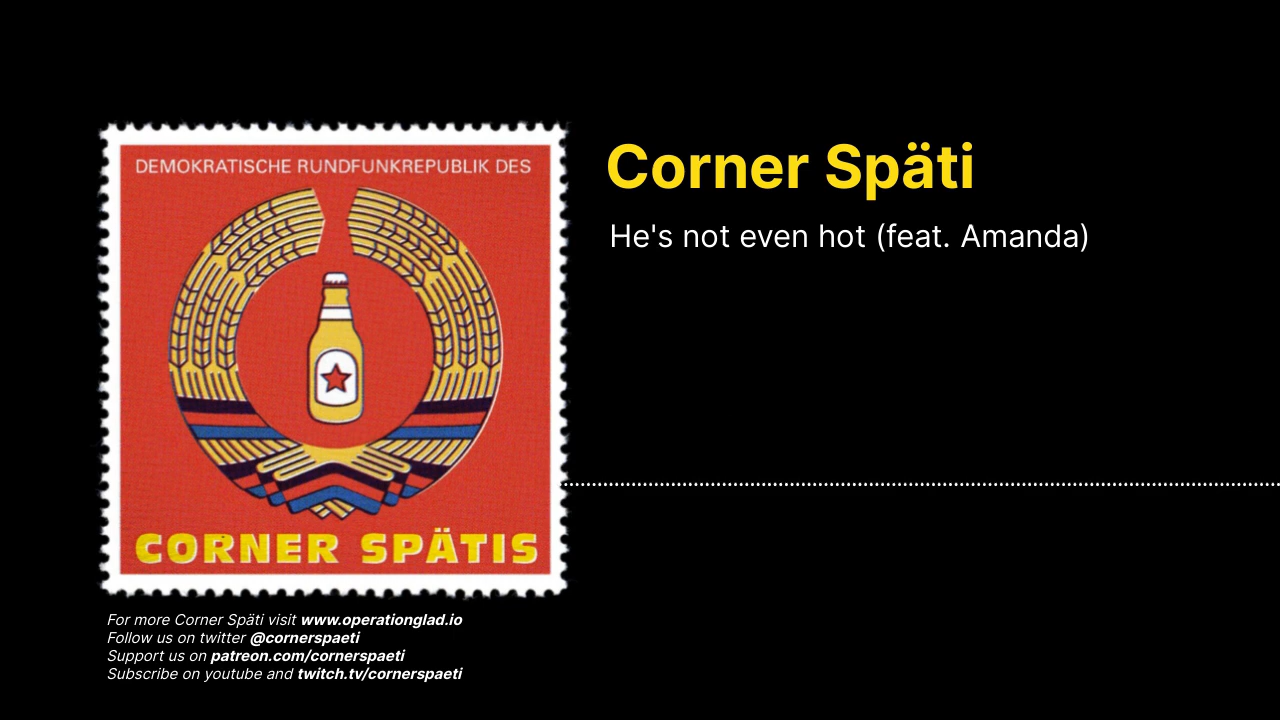 DEMOKRATISCHE RUNDFUNKREPUBLIK DES
CORNER SPÄTIS
Corner Späti
He's not even hot (feat. Amanda)
For more Corner Späti visit www.operationglad.io
Follow us on twitter @cornerspaeti
Support us on patreon.com/cornerspaeti
Subscribe on youtube and twitch.tv/cornerspaeti